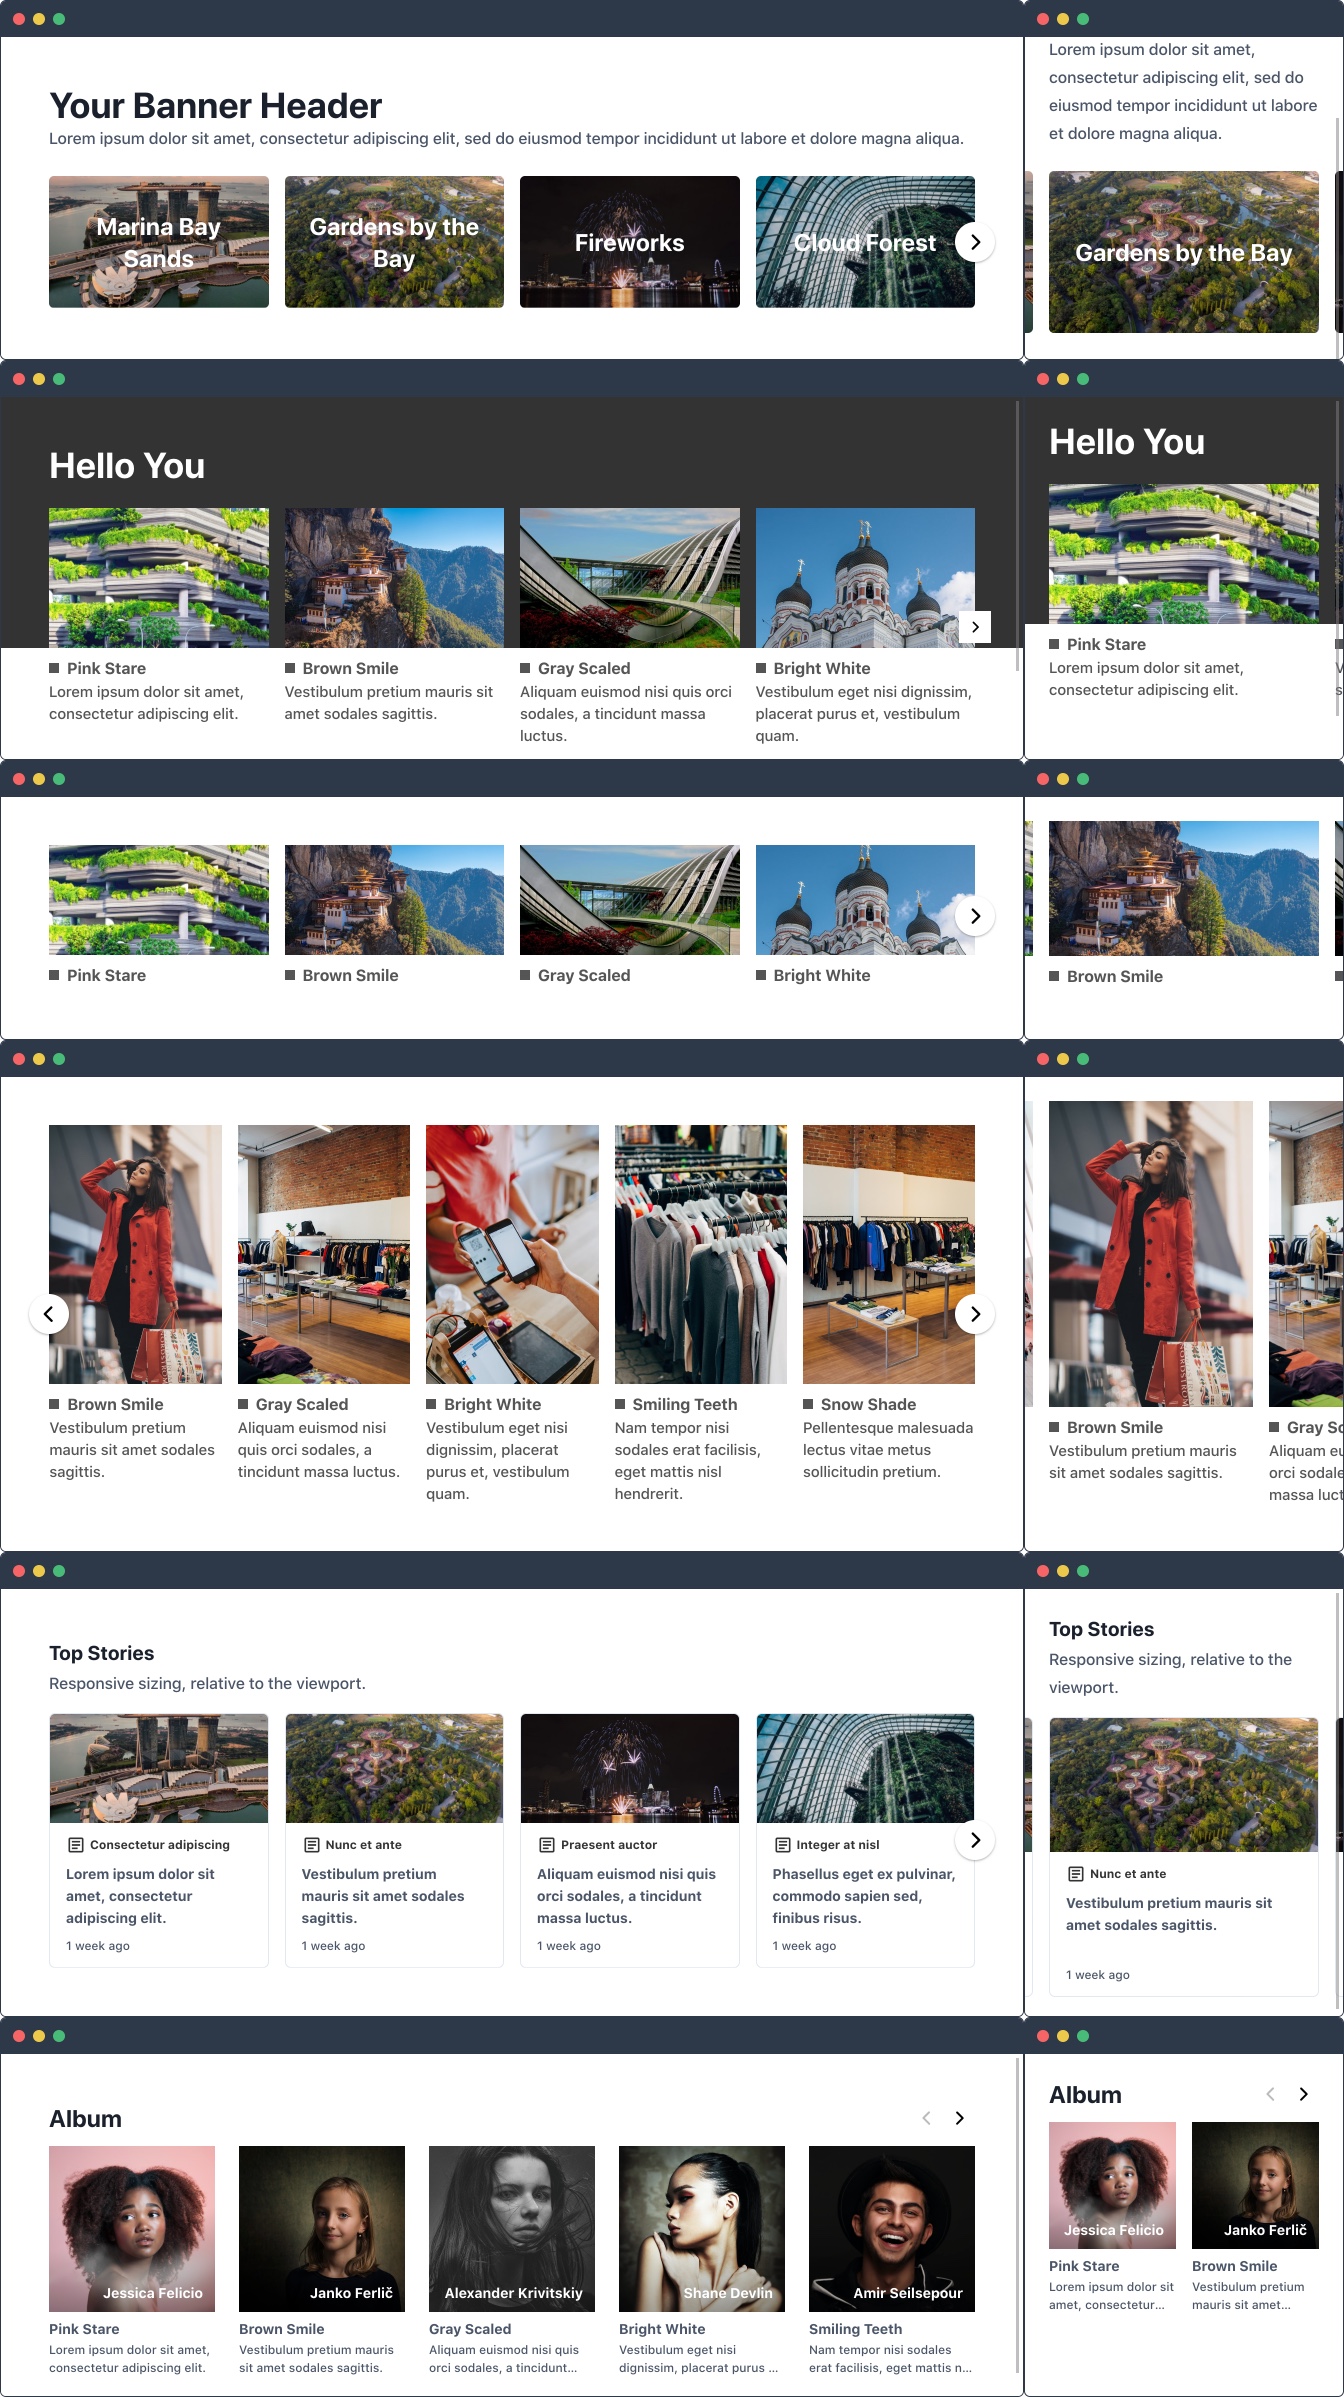 Your Banner Header
Lorem ipsum dolor sit amet, consectetur adipiscing elit, sed do eiusmod tempor incididunt ut labore et dolore magna aliqua.
Marina Bay
Sands
Gardens by the
Bay
Fireworks
Cloud Forest
Lorem ipsum dolor sit amet,
consectetur adipiscing elit, sed do
eiusmod tempor incididunt ut labore
et dolore magna aliqua.
Gardens by the Bay
Hello You
Pink Stare
Lorem ipsum dolor sit amet,
consectetur adipiscing elit.
Brown Smile
Vestibulum pretium mauris sit
amet sodales sagittis.
Gray Scaled
Aliquam euismod nisi quis orci
sodales, a tincidunt massa
luctus.
Bright White
Vestibulum eget nisi dignissim,
placerat purus et, vestibulum
quam.
Hello You
Pink Stare
Lorem ipsum dolor sit amet,
consectetur adipiscing elit.
Pink Stare
Brown Smile
Gray Scaled
Bright White
Brown Smile
Brown Smile
Vestibulum pretium
mauris sit amet sodales
sagittis.
Gray Scaled
Aliquam euismod nisi
quis orci sodales, a
tincidunt massa luctus.
Bright White
Vestibulum eget nisi
dignissim, placerat
purus et, vestibulum
quam.
Smiling Teeth
Nam tempor nisi
sodales erat facilisis,
eget mattis nisl
hendrerit.
Snow Shade
Pellentesque malesuada
lectus vitae metus
sollicitudin pretium.
Brown Smile
Vestibulum pretium mauris
sit amet sodales sagittis.
Gray Sc
Aliquam eu
orci sodale
massa luct
Top Stories
Responsive sizing, relative to the viewport.
Consectetur adipiscing
Lorem ipsum dolor sit
amet, consectetur
adipiscing elit.
1 week ago
Nunc et ante
Vestibulum pretium
mauris sit amet sodales
sagittis.
1 week ago
Praesent auctor
Aliquam euismod nisi quis
orci sodales, a tincidunt
massa luctus.
1 week ago
Integer at nisl
Phasellus eget ex pulvinar,
commodo sapien sed,
finibus risus.
1 week ago
Top Stories
Responsive sizing, relative to the
viewport.
Nunc et ante
Vestibulum pretium mauris sit
amet sodales sagittis.
1 week ago
Album
Jessica Felicio
Pink Stare
Lorem ipsum dolor sit amet,
consectetur adipiscing elit.
Janko Ferlič
Brown Smile
Vestibulum pretium mauris
sit amet sodales sagittis.
Alexander Krivitskiy
Gray Scaled
Aliquam euismod nisi quis
orci sodales, a tincidunt...
Shane Devlin
Bright White
Vestibulum eget nisi
dignissim, placerat purus ...
Amir Seilsepour
Smiling Teeth
Nam tempor nisi sodales
erat facilisis, eget mattis n...
Album
Jessica Felicio
Pink Stare
Lorem ipsum dolor sit
amet, consectetur...
Janko Ferlič
Brown Smile
Vestibulum pretium
mauris sit amet...